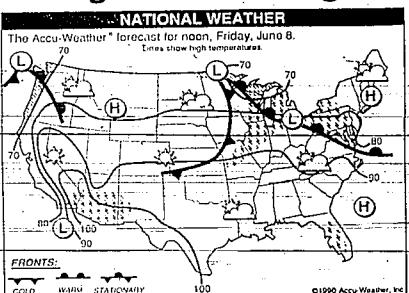 NATIONAL WEATHER
The Accu-Weather® forecast for noon, Friday, June 8.
Lines show high temperatures.
70
L
L
70
70
H
H
L
70
80
90
H
80
100
L
90
100
FRONTS:
COLD WARM STATIONARY
©1990 Accu-Weather, Inc